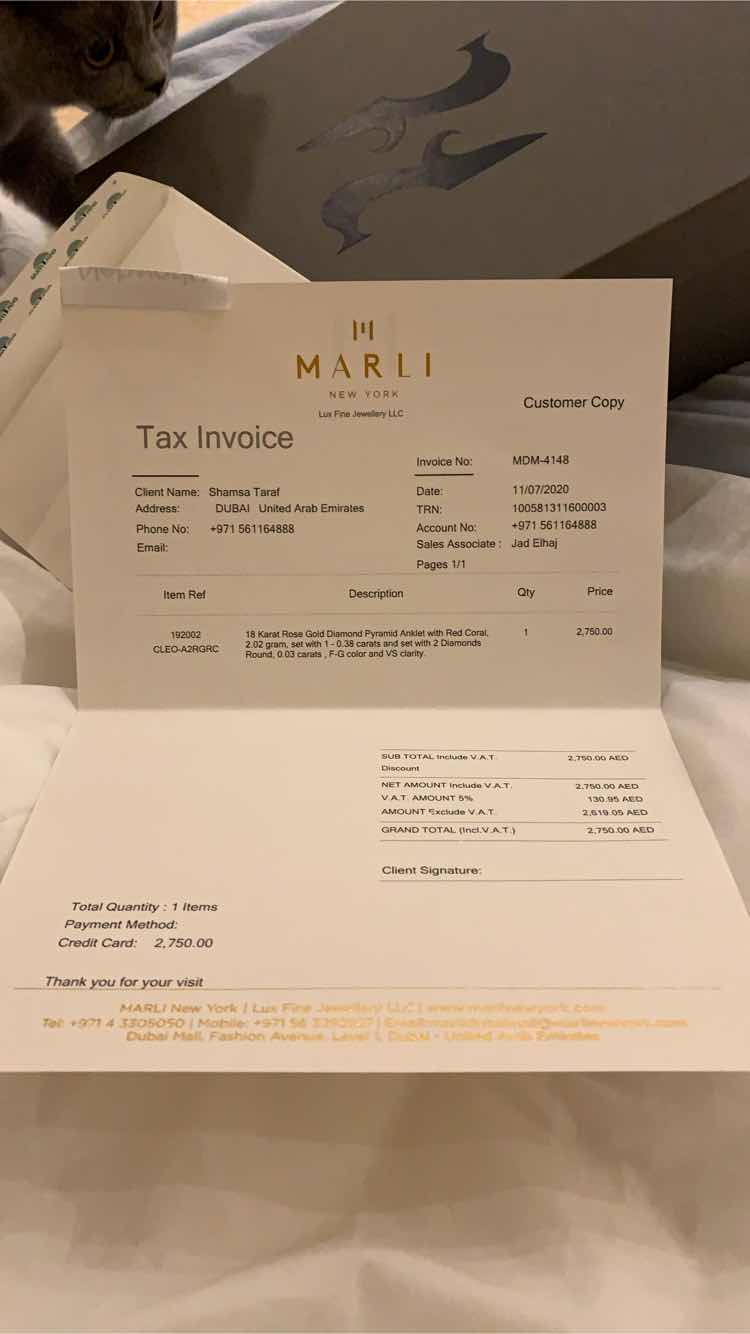 MARLI
NEW YORK
Lux Fine Jewellery LLC
Customer Copy
Tax Invoice
Invoice No: MDM-4148
Client Name: Shamsa Taraf
Date: 11/07/2020
Address: DUBAI United Arab Emirates
TRN: 100581311600003
Phone No: +971 561164888
Account No: +971 561164888
Email:
Sales Associate : Jad Elhaj
Pages 1/1
Item Ref Description Qty Price
192002 18 Karat Rose Gold Diamond Pyramid Anklet with Red Coral, 1 2,750.00
CLEO-A2RGRC 2.02 gram, set with 1 - 0.38 carats and set with 2 Diamonds
Round, 0.03 carats , F-G color and VS clarity.
SUB TOTAL Include V.A.T. 2,750.00 AED
Discount
NET AMOUNT Include V.A.T. 2,750.00 AED
V.A.T. AMOUNT 5% 130.95 AED
AMOUNT Exclude V.A.T. 2,619.05 AED
GRAND TOTAL (Incl.V.A.T.) 2,750.00 AED
Client Signature:
Total Quantity : 1 Items
Payment Method:
Credit Card: 2,750.00
Thank you for your visit
MARLI New York | Lux Fine Jewellery LLC | www.marlinewyork.com
Tel: +971 4 3305050 | Mobile: +971 56
Dubai Mall, Fashion Avenue, Level 1, Dubai - United Arab Emirates